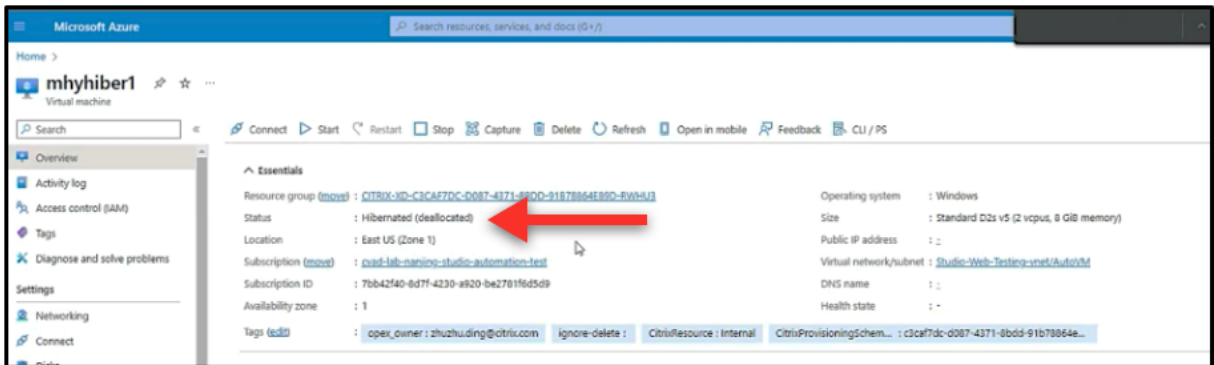 Microsoft Azure
Search resources, services, and docs (G+/)
Home >
mhyhiber1
Virtual machine
Search
Connect Start Restart Stop Capture Delete Refresh Open in mobile Feedback CLI / PS
Overview
Activity log
Access control (IAM)
Tags
Diagnose and solve problems
Settings
Networking
Connect
Disks
Essentials
Resource group (move) : CITRIX-XD-C3CAF7DC-D087-4371-8BDD-91B78864E89D-RWHU3
Status : Hibernated (deallocated)
Location : East US (Zone 1)
Subscription (move) : cvad-lab-nanjing-studio-automation-test
Subscription ID : 7bb42f40-8d7f-4230-a920-be2781f6d5d9
Availability zone : 1
Operating system : Windows
Size : Standard D2s v5 (2 vcpus, 8 GiB memory)
Public IP address : -
Virtual network/subnet : Studio-Web-Testing-vnet/AutoVM
DNS name : -
Health state : -
Tags (edit) : opex_owner : zhuzhu.ding@citrix.com ignore-delete : CitrixResource : Internal CitrixProvisioningSchem... : c3caf7dc-d087-4371-8bdd-91b78864e...